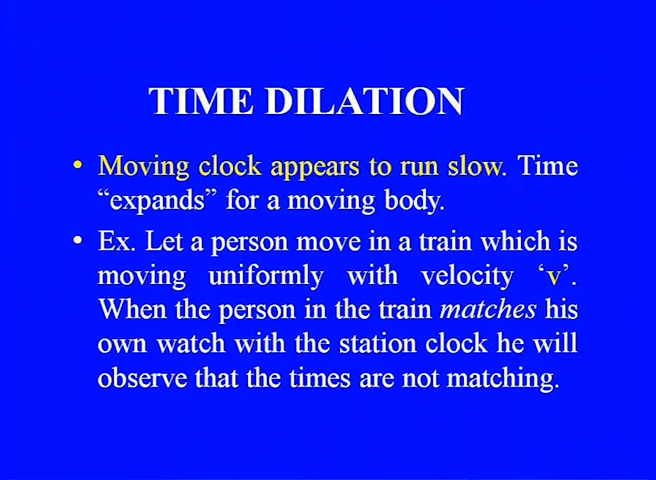 TIME DILATION
• Moving clock appears to run slow. Time
“expands” for a moving body.
• Ex. Let a person move in a train which is
moving uniformly with velocity ‘v’.
When the person in the train matches his
own watch with the station clock he will
observe that the times are not matching.